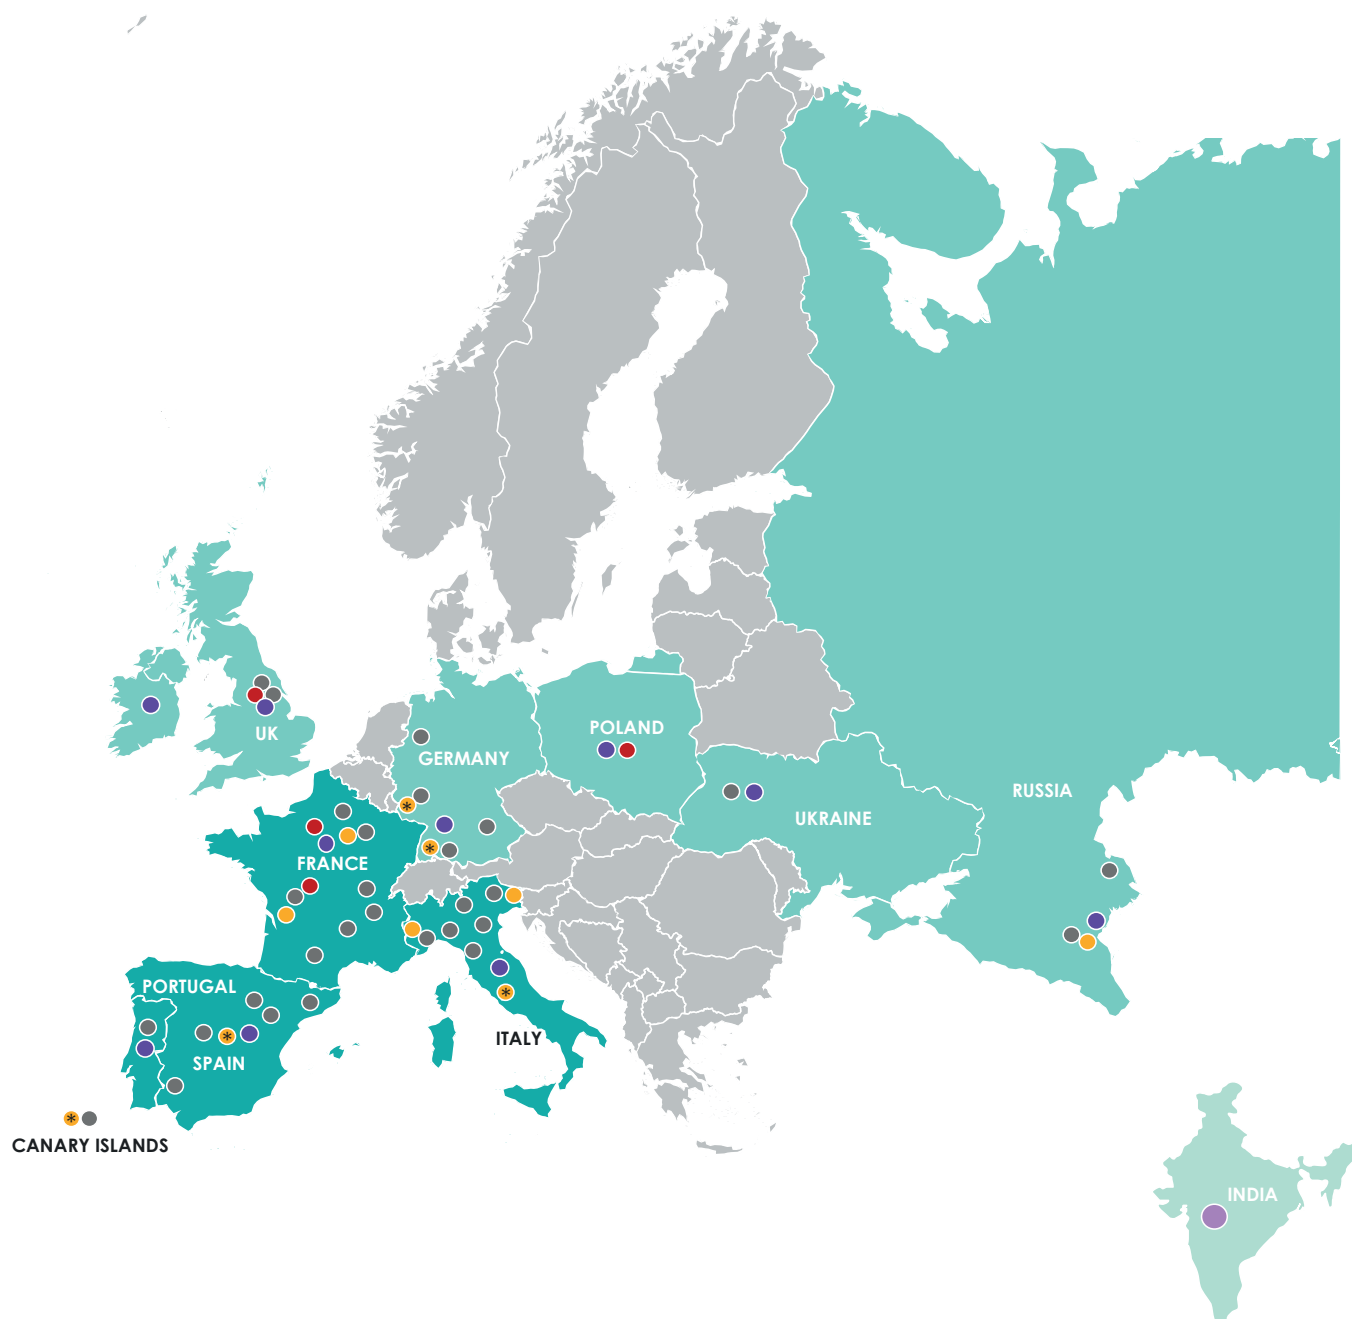 POLAND
UK
GERMANY
RUSSIA
UKRAINE
FRANCE
PORTUGAL
ITALY
SPAIN
* *
CANARY ISLANDS
INDIA